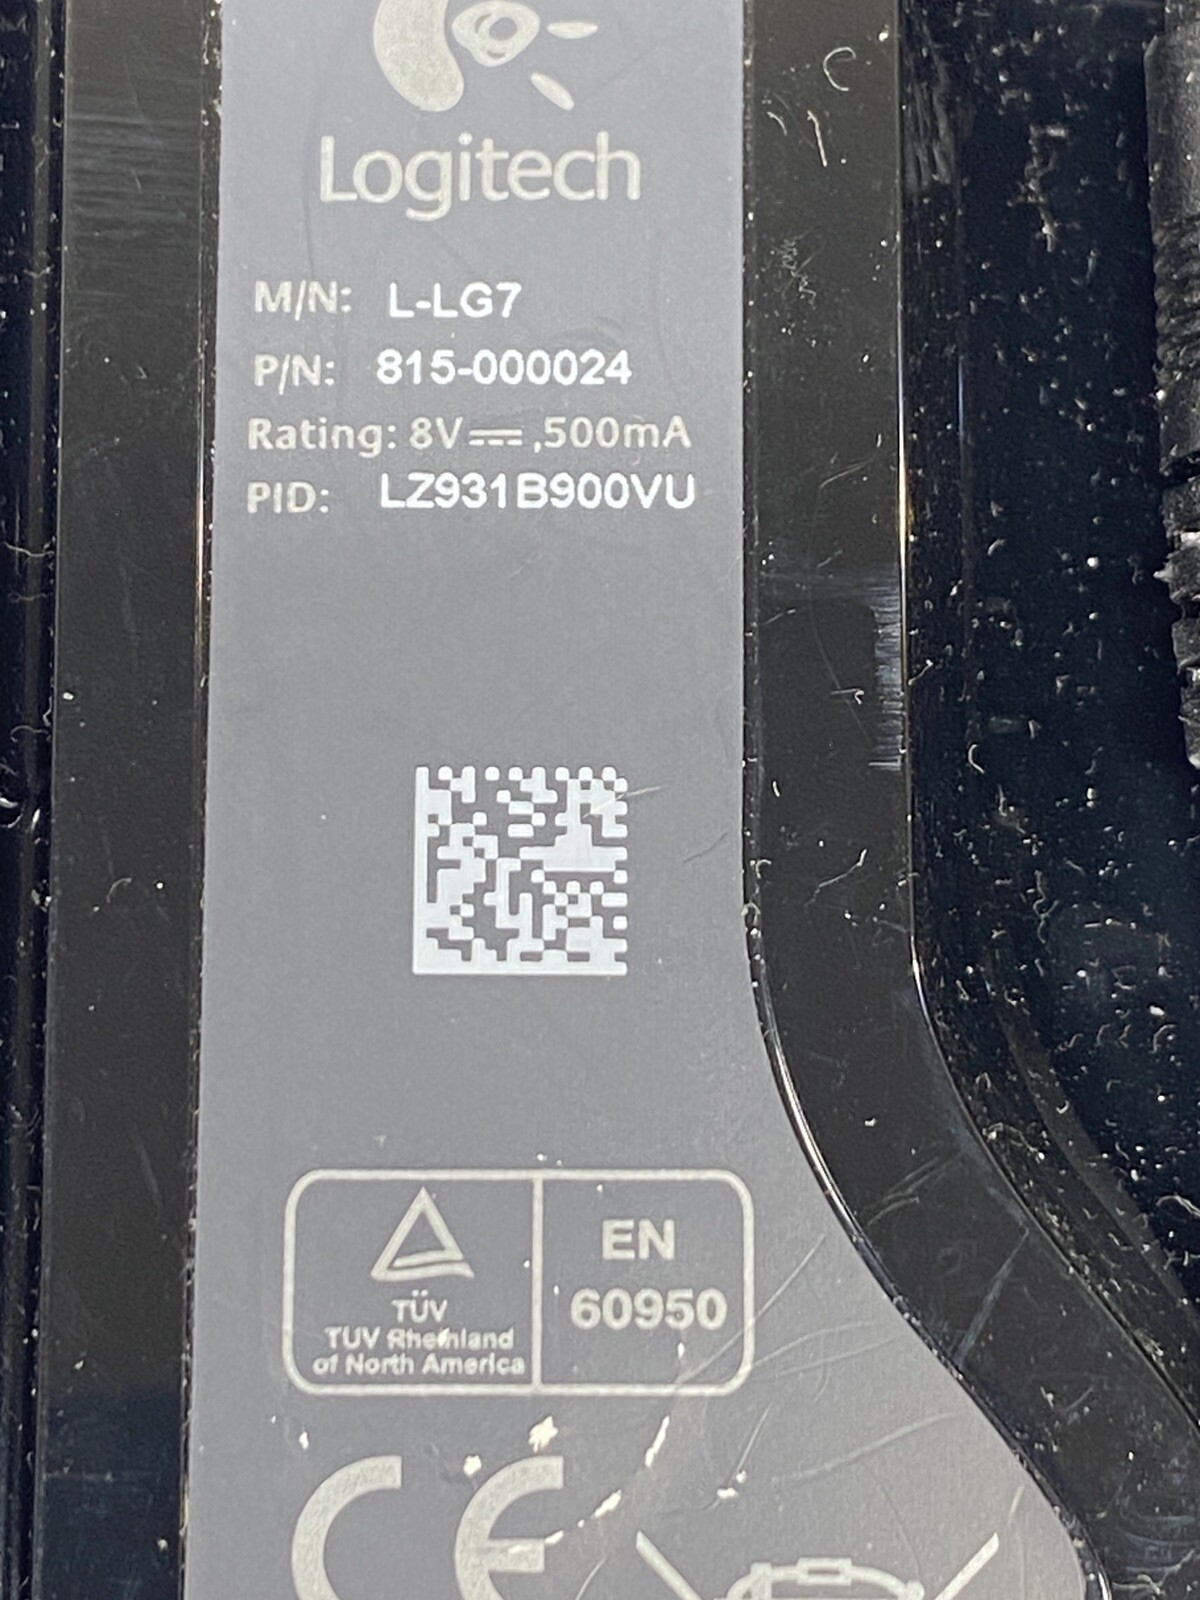 Logitech
M/N: L-LG7
P/N: 815-000024
Rating: 8V⎓,500mA
PID: LZ931B900VU
TÜV
TUV Rheinland
of North America
EN
60950
CE